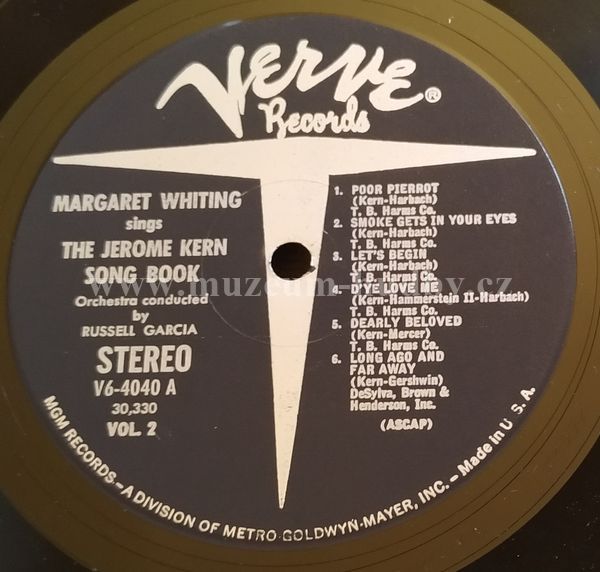 VERVE®
Records
MARGARET WHITING
sings
THE JEROME KERN
SONG BOOK
Orchestra conducted
by
RUSSELL GARCIA
STEREO
V6-4040 A
30,330
VOL. 2
1. POOR PIERROT
(Kern-Harbach)
T. B. Harms Co.
2. SMOKE GETS IN YOUR EYES
(Kern-Harbach)
T. B. Harms Co.
3. LET'S BEGIN
(Kern-Harbach)
T. B. Harms Co.
4. D'YE LOVE ME
(Kern-Hammerstein II-Harbach)
T. B. Harms Co.
5. DEARLY BELOVED
(Kern-Mercer)
T. B. Harms Co.
6. LONG AGO AND
FAR AWAY
(Kern-Gershwin)
DeSylva, Brown &
Henderson, Inc.
(ASCAP)
MGM RECORDS—A DIVISION OF METRO-GOLDWYN-MAYER, INC. — Made in U. S. A.